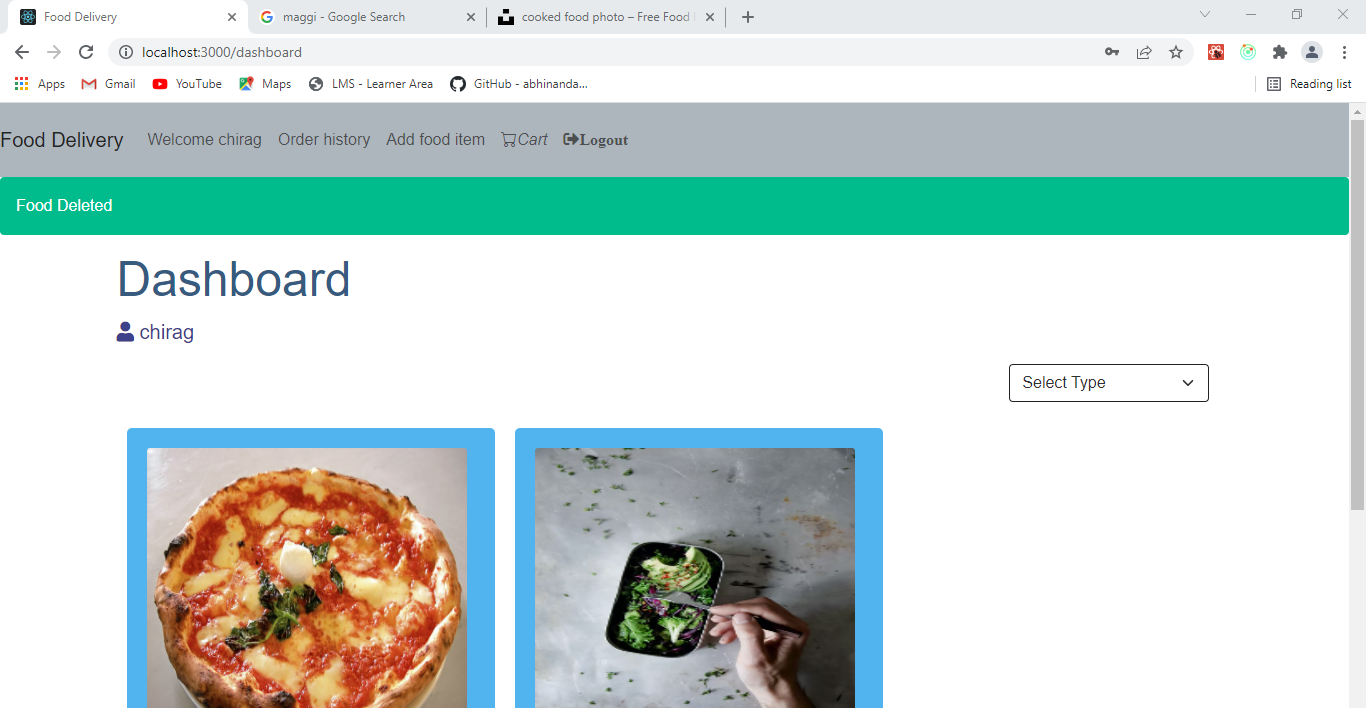 Food Delivery
maggi - Google Search
cooked food photo – Free Food
localhost:3000/dashboard
Apps
Gmail
YouTube
Maps
LMS - Learner Area
GitHub - abhinanda...
Reading list
Food Delivery
Welcome chirag
Order history
Add food item
Cart
Logout
Food Deleted
Dashboard
chirag
Select Type